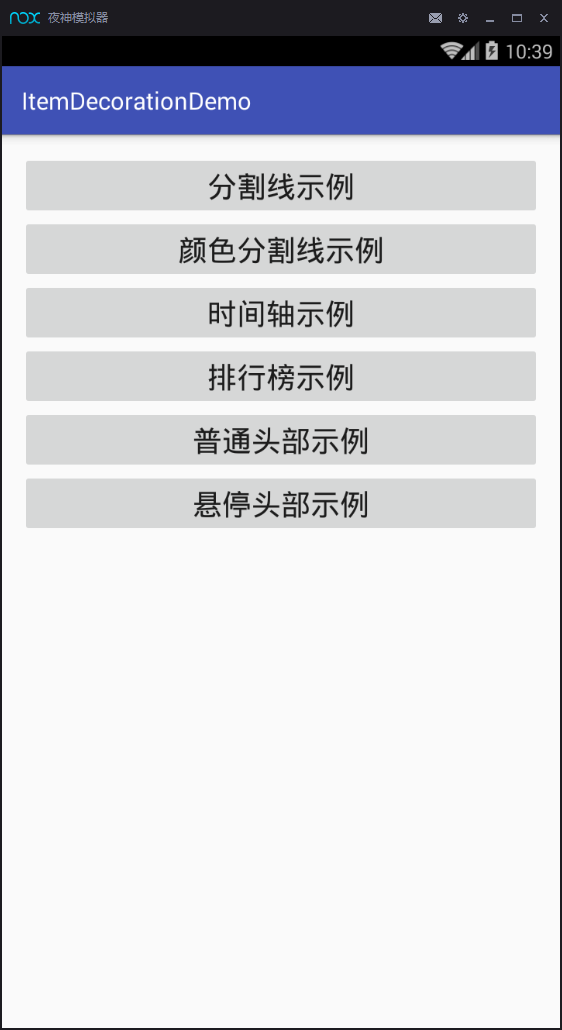 nox 夜神模拟器
10:39
ItemDecorationDemo
分割线示例
颜色分割线示例
时间轴示例
排行榜示例
普通头部示例
悬停头部示例